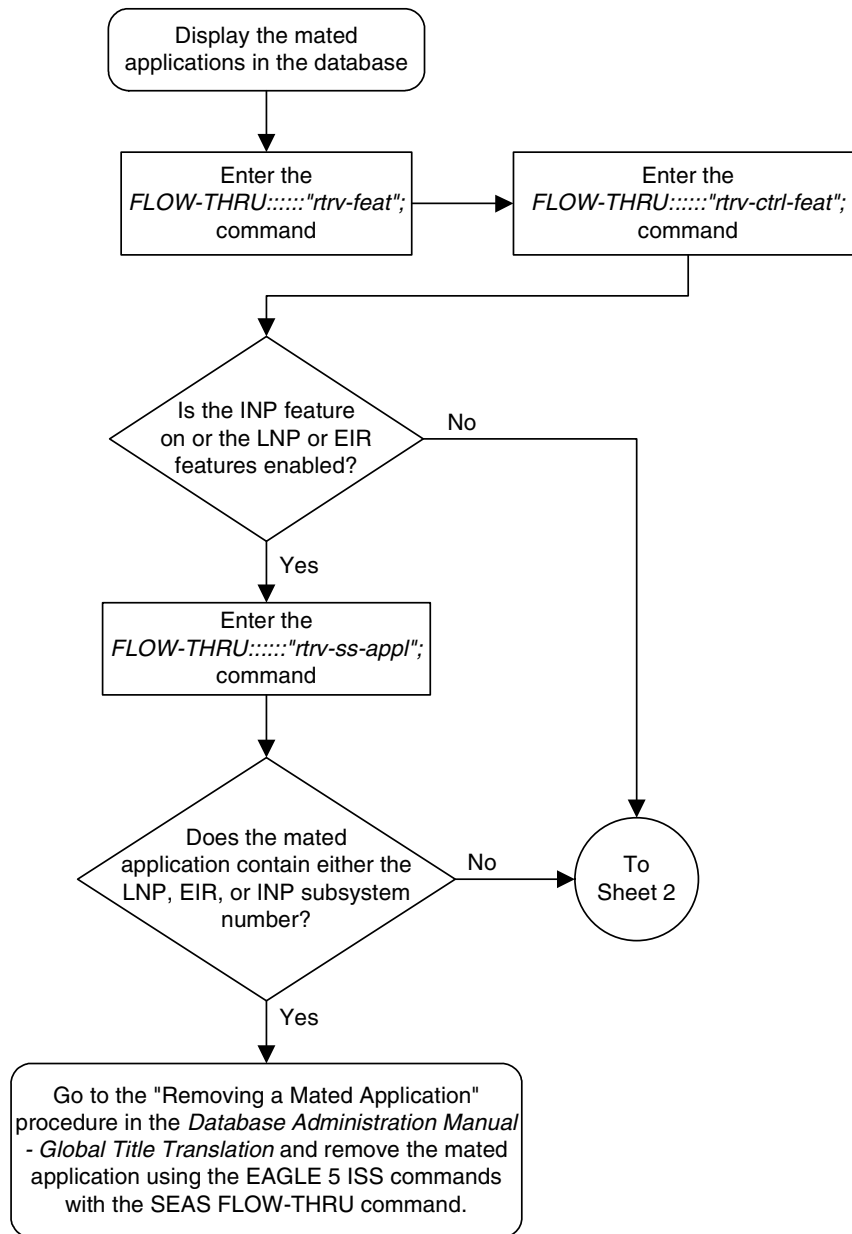 Display the mated
applications in the database
Enter the
FLOW-THRU::::::"rtrv-feat";
command
Enter the
FLOW-THRU::::::"rtrv-ctrl-feat";
command
Is the INP feature
on or the LNP or EIR
features enabled?
No
Yes
Enter the
FLOW-THRU::::::"rtrv-ss-appl";
command
Does the mated
application contain either the
LNP, EIR, or INP subsystem
number?
No
To
Sheet 2
Yes
Go to the "Removing a Mated Application"
procedure in the Database Administration Manual
- Global Title Translation and remove the mated
application using the EAGLE 5 ISS commands
with the SEAS FLOW-THRU command.